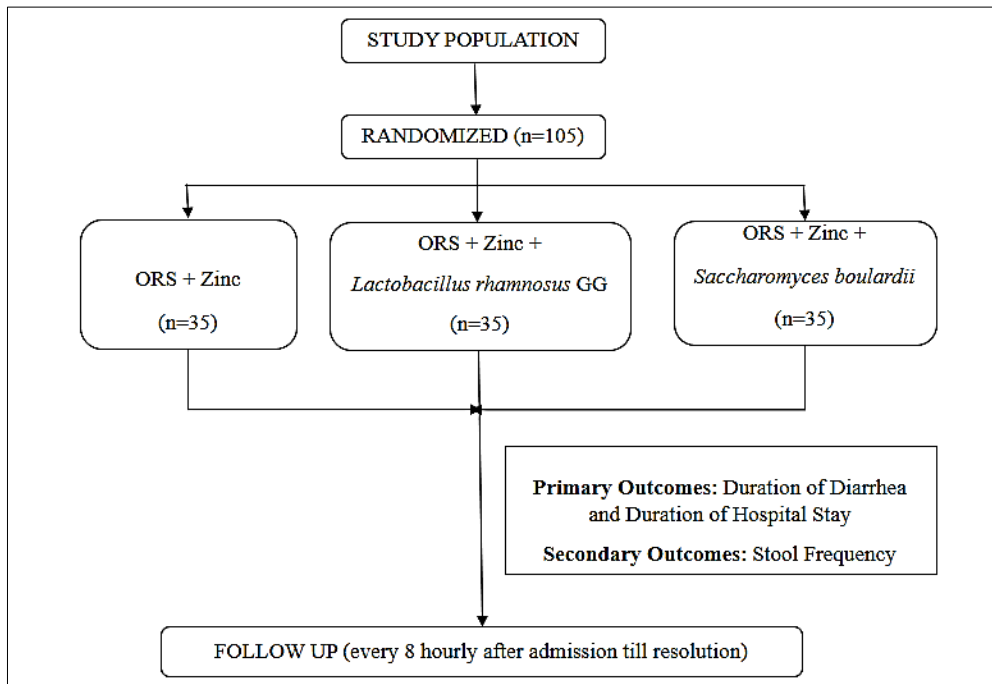 STUDY POPULATION
RANDOMIZED (n=105)
ORS + Zinc
(n=35)
ORS + Zinc +
Lactobacillus rhamnosus GG
(n=35)
ORS + Zinc +
Saccharomyces boulardii
(n=35)
Primary Outcomes: Duration of Diarrhea
and Duration of Hospital Stay
Secondary Outcomes: Stool Frequency
FOLLOW UP (every 8 hourly after admission till resolution)